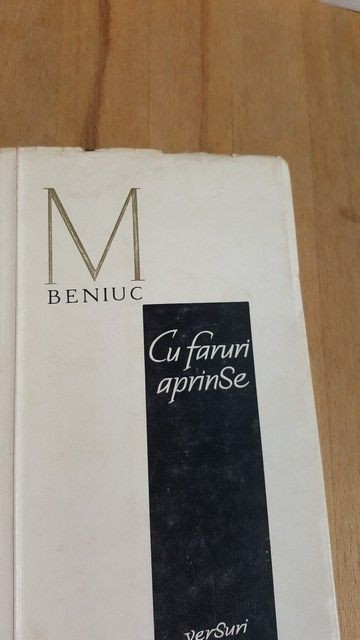 M
BENIUC
Cu faruri
aprinSe
verSuri